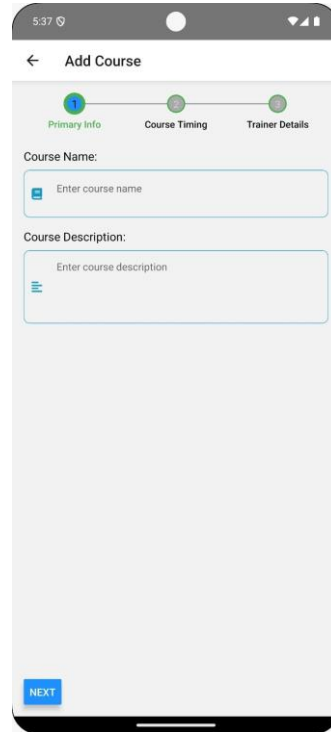 5:37
Add Course
1 2 3
Primary Info Course Timing Trainer Details
Course Name:
Enter course name
Course Description:
Enter course description
NEXT